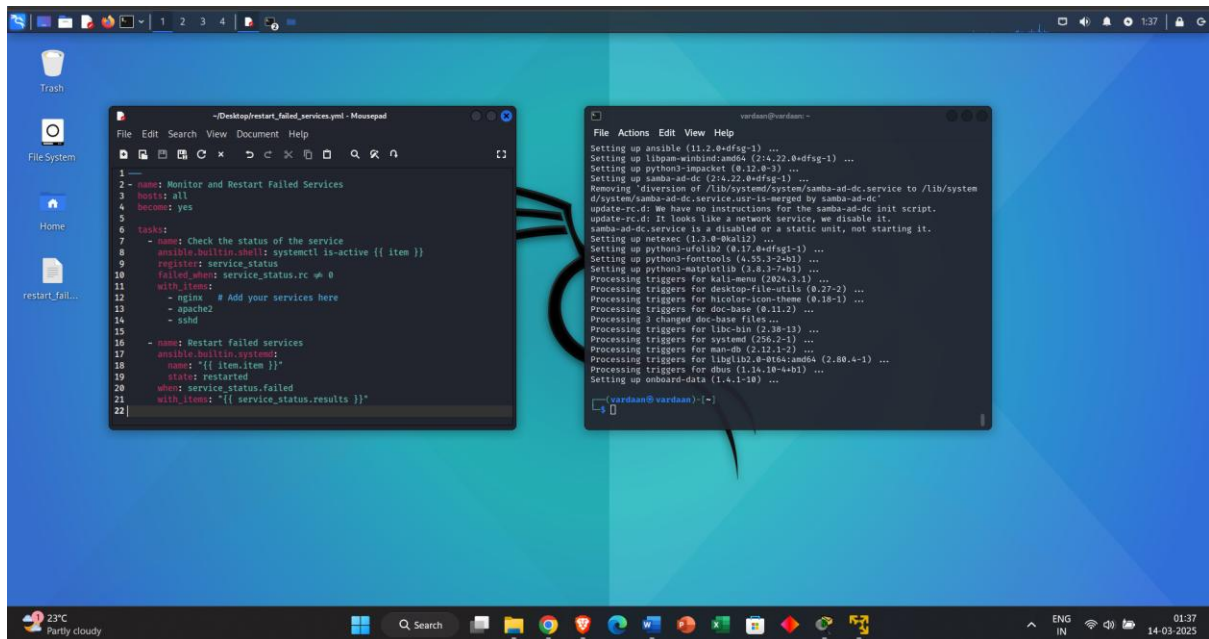 1 2 3 4
2
1:37
Trash
File System
Home
restart_fail...
~/Desktop/restart_failed_services.yml - Mousepad
File Edit Search View Document Help
1 ---
2 - name: Monitor and Restart Failed Services
3 hosts: all
4 become: yes
5
6 tasks:
7 - name: Check the status of the service
8 ansible.builtin.shell: systemctl is-active {{ item }}
9 register: service_status
10 failed_when: service_status.rc ≠ 0
11 with_items:
12 - nginx # Add your services here
13 - apache2
14 - sshd
15
16 - name: Restart failed services
17 ansible.builtin.systemd:
18 name: "{{ item.item }}"
19 state: restarted
20 when: service_status.failed
21 with_items: "{{ service_status.results }}"
22
vardaan@vardaan: ~
File Actions Edit View Help
Setting up ansible (11.2.0+dfsg-1) ...
Setting up libpam-winbind:amd64 (2:4.22.0+dfsg-1) ...
Setting up python3-impacket (0.12.0-3) ...
Setting up samba-ad-dc (2:4.22.0+dfsg-1) ...
Removing 'diversion of /lib/systemd/system/samba-ad-dc.service to /lib/system
d/system/samba-ad-dc.service.usr-is-merged by samba-ad-dc'
update-rc.d: We have no instructions for the samba-ad-dc init script.
update-rc.d: It looks like a network service, we disable it.
samba-ad-dc.service is a disabled or a static unit, not starting it.
Setting up netexec (1.3.0-0kali2) ...
Setting up python3-ufolib2 (0.17.0+dfsg1-1) ...
Setting up python3-fonttools (4.55.3-2+b1) ...
Setting up python3-matplotlib (3.8.3-7+b1) ...
Processing triggers for kali-menu (2024.3.1) ...
Processing triggers for desktop-file-utils (0.27-2) ...
Processing triggers for hicolor-icon-theme (0.18-1) ...
Processing triggers for doc-base (0.11.2) ...
Processing 3 changed doc-base files ...
Processing triggers for libc-bin (2.38-13) ...
Processing triggers for systemd (256.2-1) ...
Processing triggers for man-db (2.12.1-2) ...
Processing triggers for libglib2.0-0t64:amd64 (2.80.4-1) ...
Processing triggers for dbus (1.14.10-4+b1) ...
Setting up onboard-data (1.4.1-10) ...
┌──(vardaan㉿vardaan)-[~]
└─$
1
23°C
Partly cloudy
Search
ENG
IN
01:37
14-03-2025